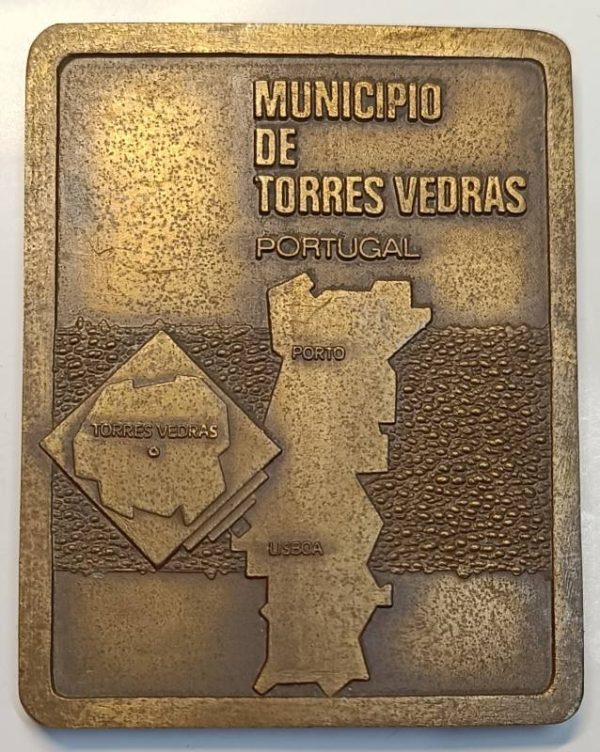 MUNICIPIO
DE
TORRES VEDRAS
PORTUGAL
PORTO
TORRES VEDRAS
LISBOA